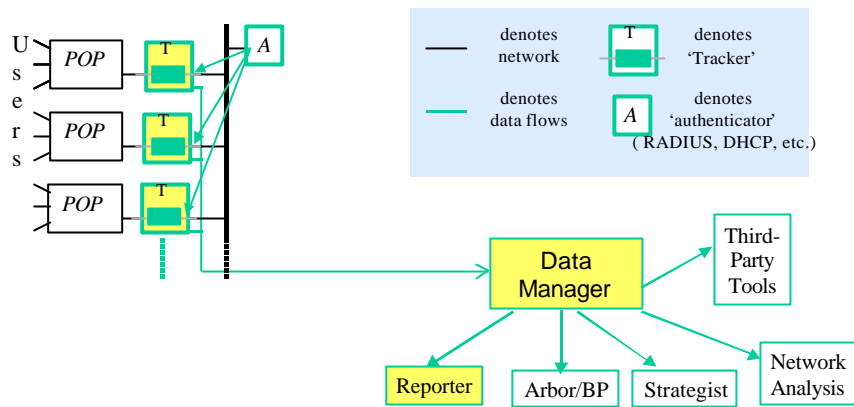 Users
POP
T
A
POP
T
POP
T
denotes
network
T
denotes
‘Tracker’
denotes
data flows
A
denotes
‘authenticator’
( RADIUS, DHCP, etc.)
Data
Manager
Third-
Party
Tools
Reporter
Arbor/BP
Strategist
Network
Analysis